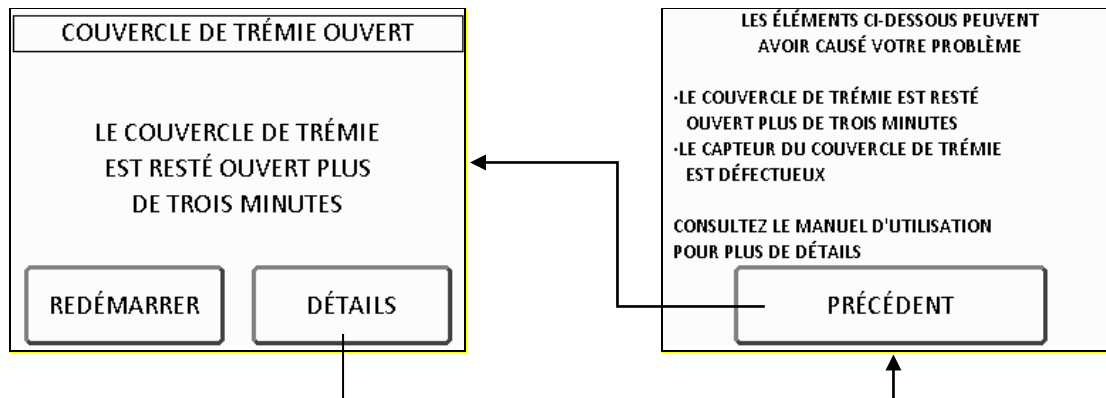 COUVERCLE DE TRÉMIE OUVERT
LE COUVERCLE DE TRÉMIE
EST RESTÉ OUVERT PLUS
DE TROIS MINUTES
REDÉMARRER
DÉTAILS
LES ÉLÉMENTS CI-DESSOUS PEUVENT
AVOIR CAUSÉ VOTRE PROBLÈME
·LE COUVERCLE DE TRÉMIE EST RESTÉ
OUVERT PLUS DE TROIS MINUTES
·LE CAPTEUR DU COUVERCLE DE TRÉMIE
EST DÉFECTUEUX
CONSULTEZ LE MANUEL D'UTILISATION
POUR PLUS DE DÉTAILS
PRÉCÉDENT